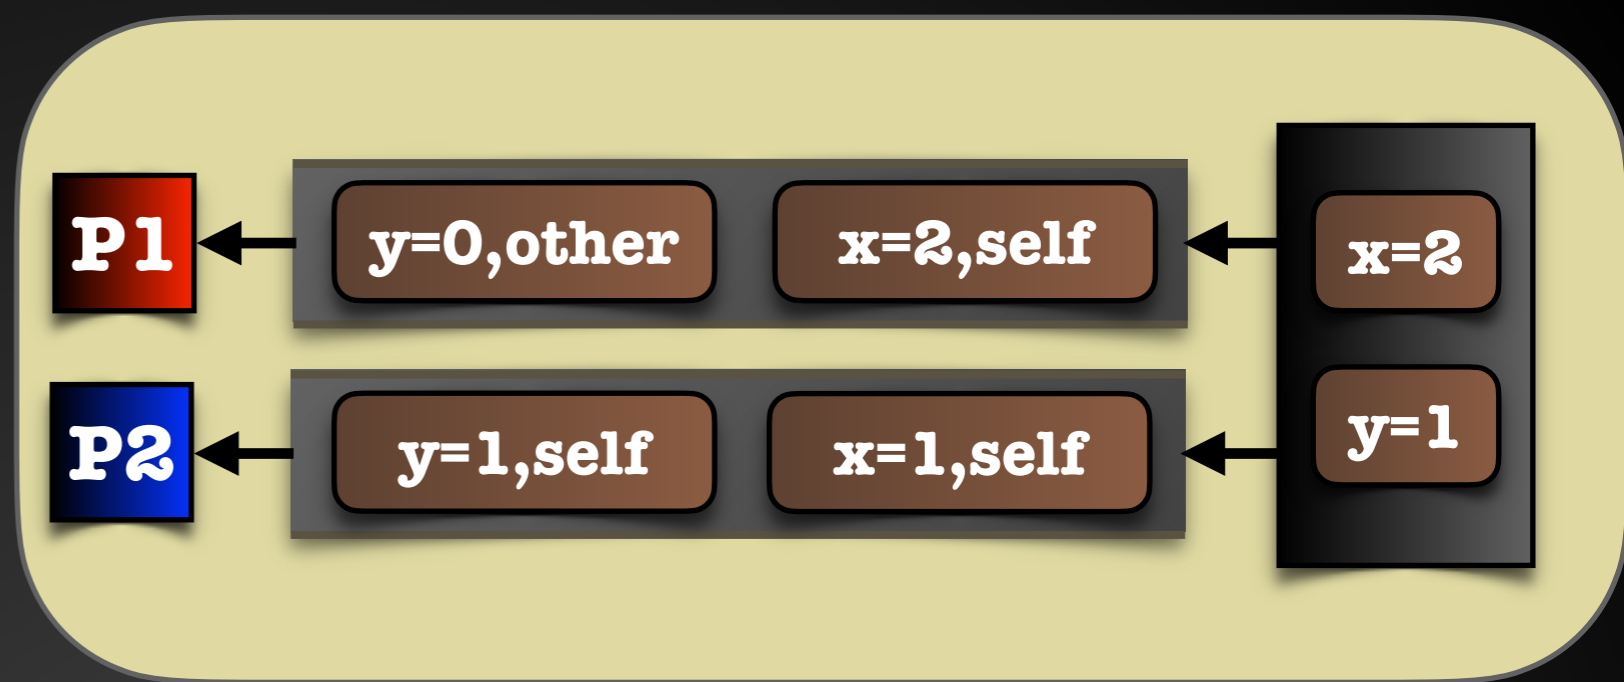 P1
y=0,other
x=2,self
x=2
P2
y=1,self
x=1,self
y=1